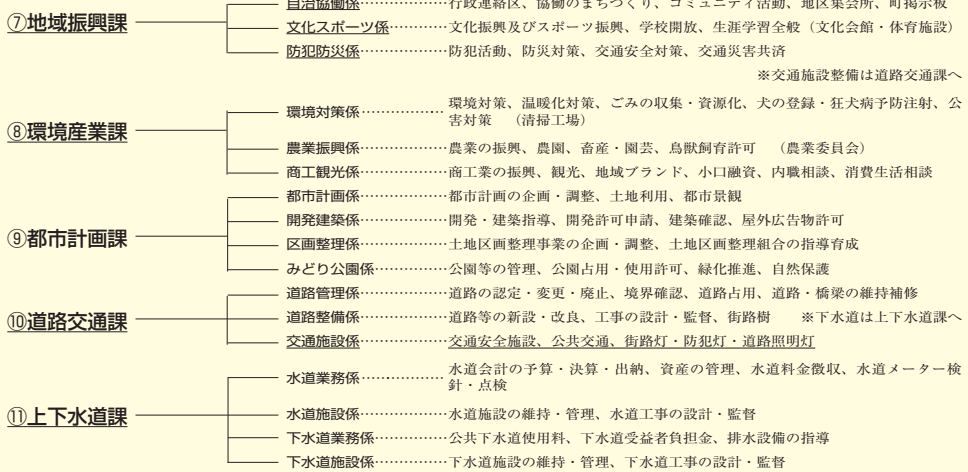 自治協働係……………行政連絡区、協働のまちづくり、コミュニティ活動、地区集会所、町掲示板
⑦地域振興課
文化スポーツ係……………文化振興及びスポーツ振興、学校開放、生涯学習全般（文化会館・体育施設）
防犯防災係……………防犯活動、防災対策、交通安全対策、交通災害共済
※交通施設整備は道路交通課へ
⑧環境産業課
環境対策係……………環境対策、温暖化対策、ごみの収集・資源化、犬の登録・狂犬病予防注射、公
害対策　（清掃工場）
農業振興係……………農業の振興、農園、畜産・園芸、鳥獣飼育許可　（農業委員会）
商工観光係……………商工業の振興、観光、地域ブランド、小口融資、内職相談、消費生活相談
⑨都市計画課
都市計画係……………都市計画の企画・調整、土地利用、都市景観
開発建築係……………開発・建築指導、開発許可申請、建築確認、屋外広告物許可
区画整理係……………土地区画整理事業の企画・調整、土地区画整理組合の指導育成
みどり公園係……………公園等の管理、公園占用・使用許可、緑化推進、自然保護
⑩道路交通課
道路管理係……………道路の認定・変更・廃止、境界確認、道路占用、道路・橋梁の維持補修
道路整備係……………道路等の新設・改良、工事の設計・監督、街路樹　※下水道は上下水道課へ
交通施設係……………交通安全施設、公共交通、街路灯・防犯灯・道路照明灯
⑪上下水道課
水道業務係……………水道会計の予算・決算・出納、資産の管理、水道料金徴収、水道メーター検
針・点検
水道施設係……………水道施設の維持・管理、水道工事の設計・監督
下水道業務係……………公共下水道使用料、下水道受益者負担金、排水設備の指導
下水道施設係……………下水道施設の維持・管理、下水道工事の設計・監督